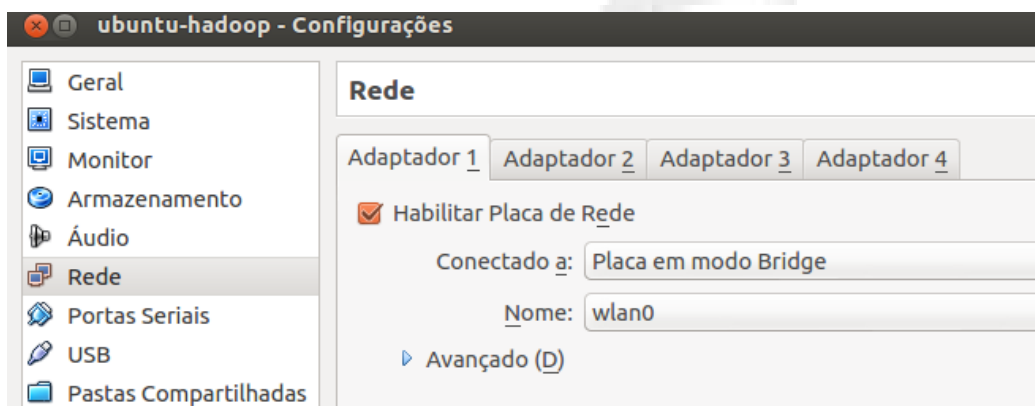 ubuntu-hadoop - Configurações
Geral
Sistema
Monitor
Armazenamento
Áudio
Rede
Portas Seriais
USB
Pastas Compartilhadas
Rede
Adaptador 1 Adaptador 2 Adaptador 3 Adaptador 4
Habilitar Placa de Rede
Conectado a: Placa em modo Bridge
Nome: wlan0
Avançado (D)